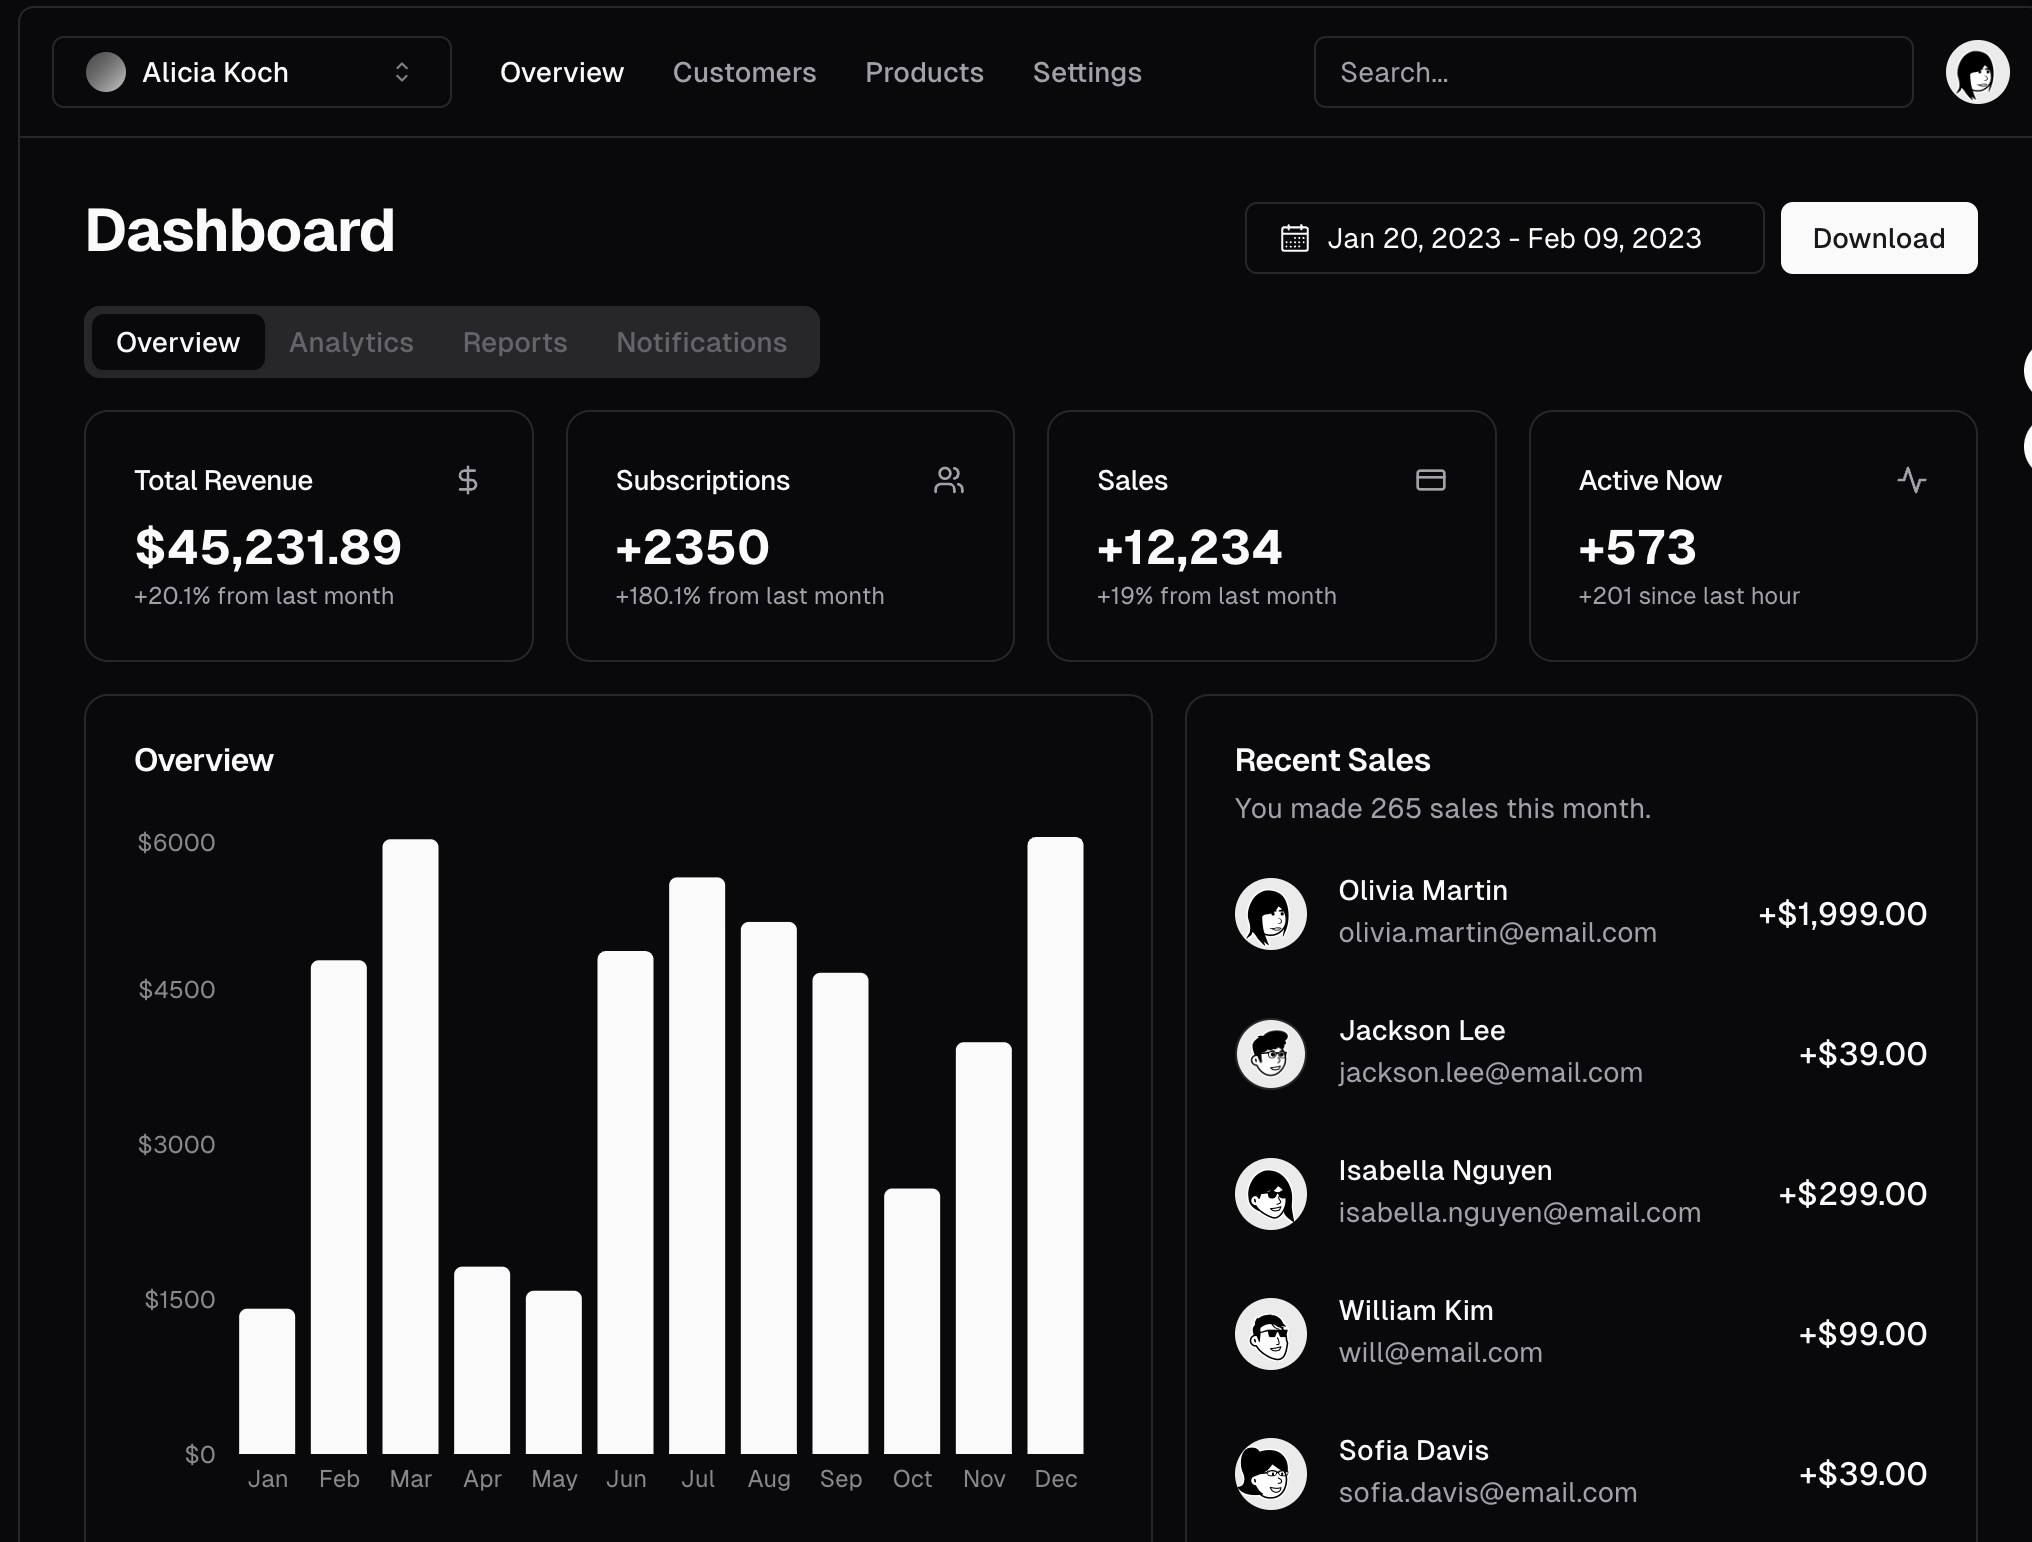 Alicia Koch
Overview
Customers
Products
Settings
Search...
Dashboard
Jan 20, 2023 - Feb 09, 2023
Download
Overview
Analytics
Reports
Notifications
Total Revenue
$45,231.89
+20.1% from last month
Subscriptions
+2350
+180.1% from last month
Sales
+12,234
+19% from last month
Active Now
+573
+201 since last hour
Overview
$6000
$4500
$3000
$1500
$0
Jan
Feb
Mar
Apr
May
Jun
Jul
Aug
Sep
Oct
Nov
Dec
Recent Sales
You made 265 sales this month.
Olivia Martin
olivia.martin@email.com
+$1,999.00
Jackson Lee
jackson.lee@email.com
+$39.00
Isabella Nguyen
isabella.nguyen@email.com
+$299.00
William Kim
will@email.com
+$99.00
Sofia Davis
sofia.davis@email.com
+$39.00